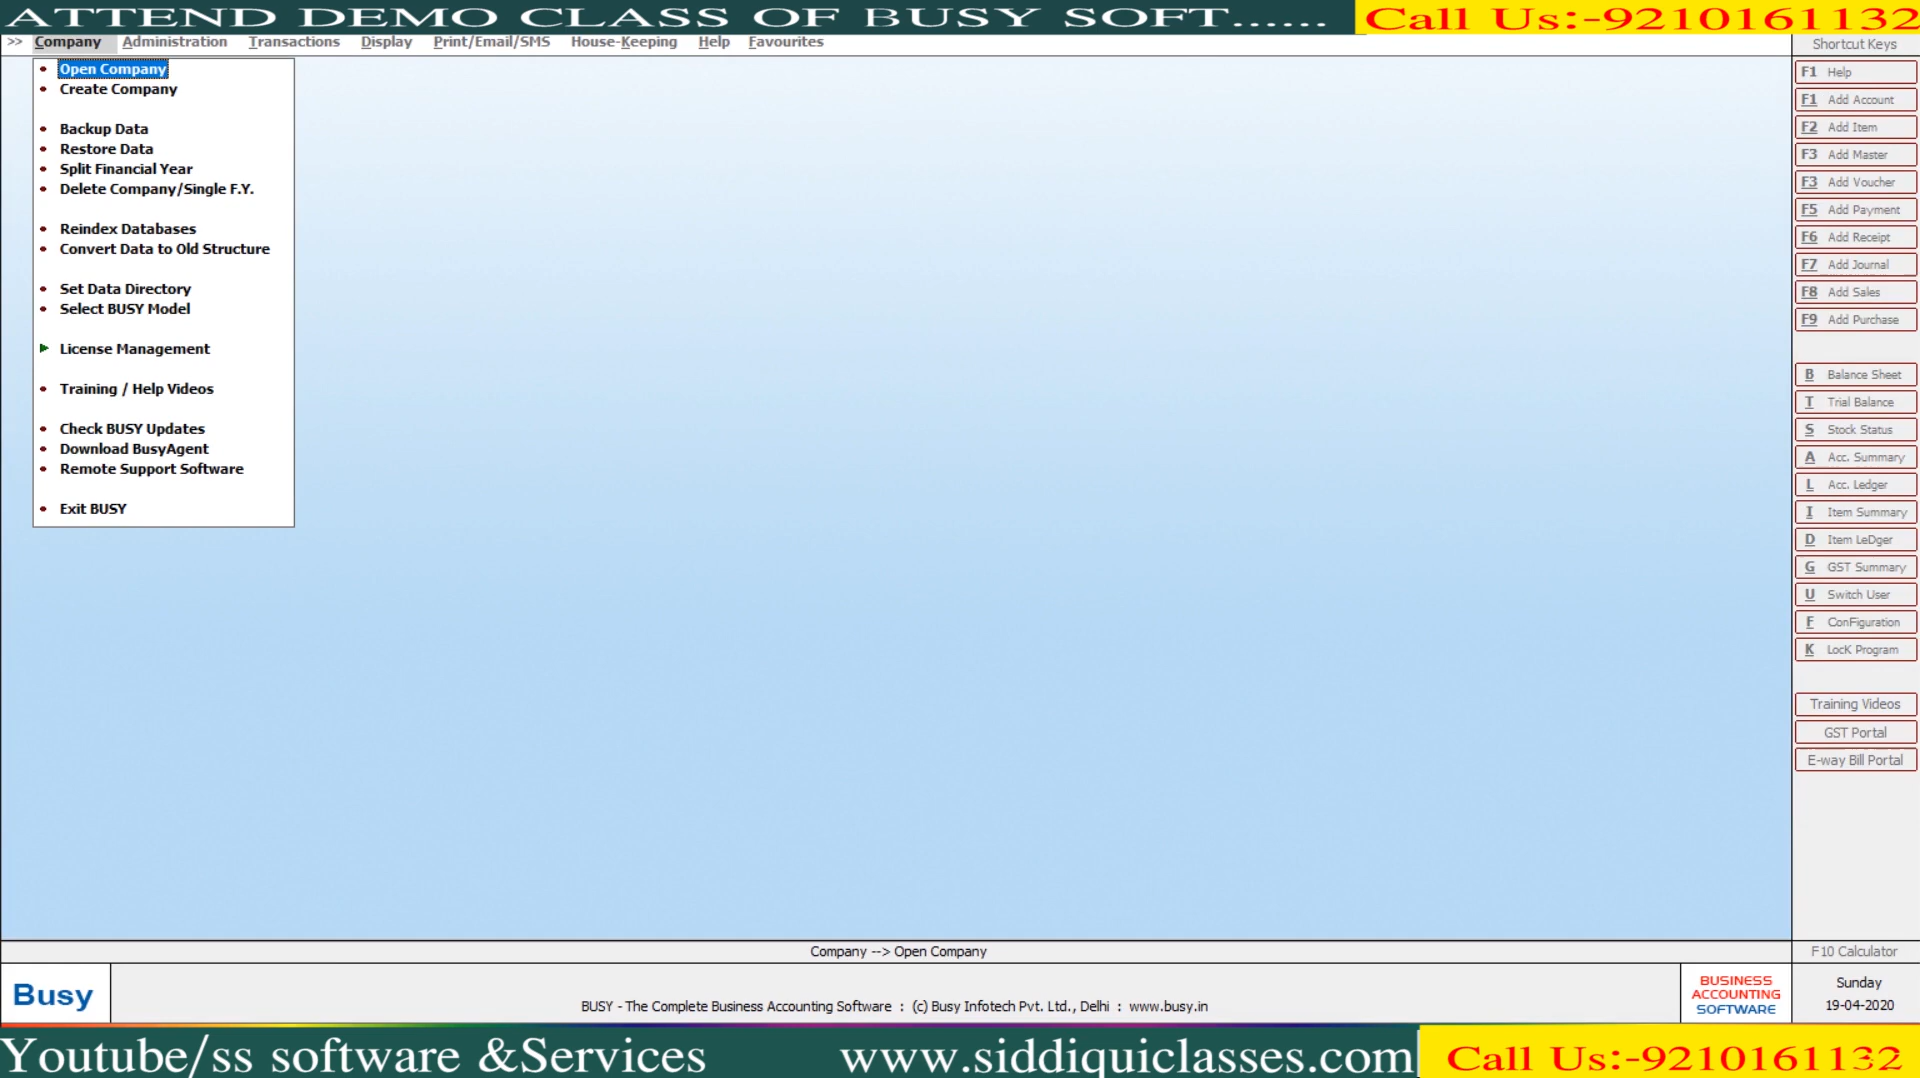 ATTEND DEMO CLASS OF BUSY SOFT......
Call Us:-9210161132
>> Company Administration Transactions Display Print/Email/SMS House-Keeping Help Favourites
Open Company
Create Company
Backup Data
Restore Data
Split Financial Year
Delete Company/Single F.Y.
Reindex Databases
Convert Data to Old Structure
Set Data Directory
Select BUSY Model
License Management
Training / Help Videos
Check BUSY Updates
Download BusyAgent
Remote Support Software
Exit BUSY
Shortcut Keys
F1 Help
F1 Add Account
F2 Add Item
F3 Add Master
F3 Add Voucher
F5 Add Payment
F6 Add Receipt
F7 Add Journal
F8 Add Sales
F9 Add Purchase
B Balance Sheet
T Trial Balance
S Stock Status
A Acc. Summary
L Acc. Ledger
I Item Summary
D Item LeDger
G GST Summary
U Switch User
F ConFiguration
K LocK Program
Training Videos
GST Portal
E-way Bill Portal
Company --> Open Company
F10 Calculator
Busy
BUSY - The Complete Business Accounting Software : (c) Busy Infotech Pvt. Ltd., Delhi : www.busy.in
BUSINESS
ACCOUNTING
SOFTWARE
Sunday
19-04-2020
Youtube/ss software &Services
www.siddiquiclasses.com
Call Us:-9210161132